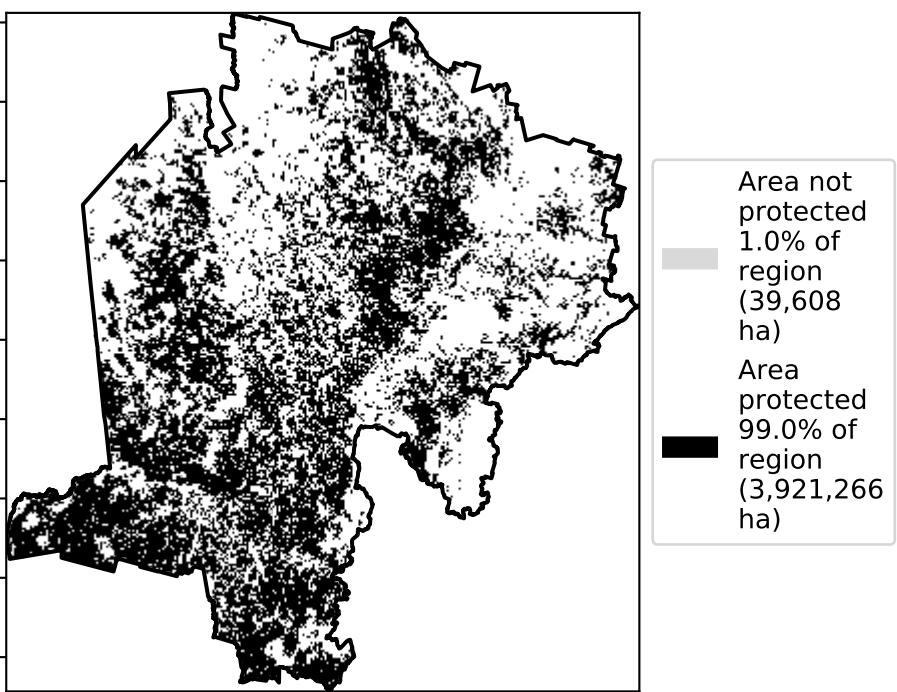 Area not
protected
1.0% of
region
(39,608
ha)
Area
protected
99.0% of
region
(3,921,266
ha)